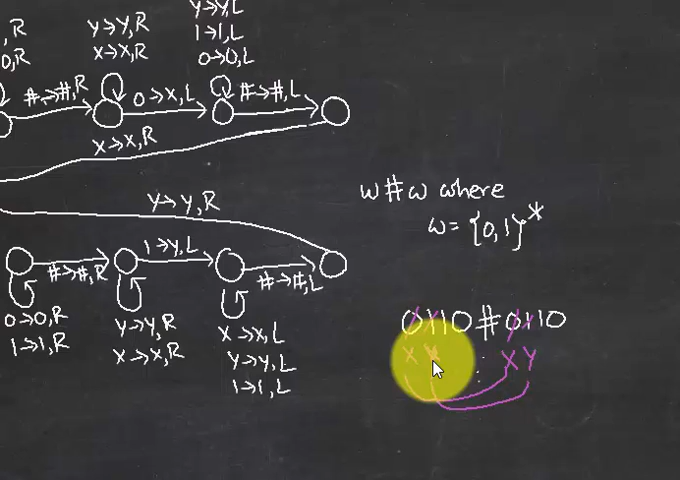 ,R
0,R
y→y,R
x→x,R
y→y,L
1→1,L
0→0,L
#→#,R
0→x,L
#→#,L
x→x,R
w#w where
w={0,1}*
y→y,R
#→#,R
1→y,L
#→#,L
0→0,R
1→1,R
y→y,R
x→x,R
x→x,L
y→y,L
1→1,L
0110#0110
X Y X Y